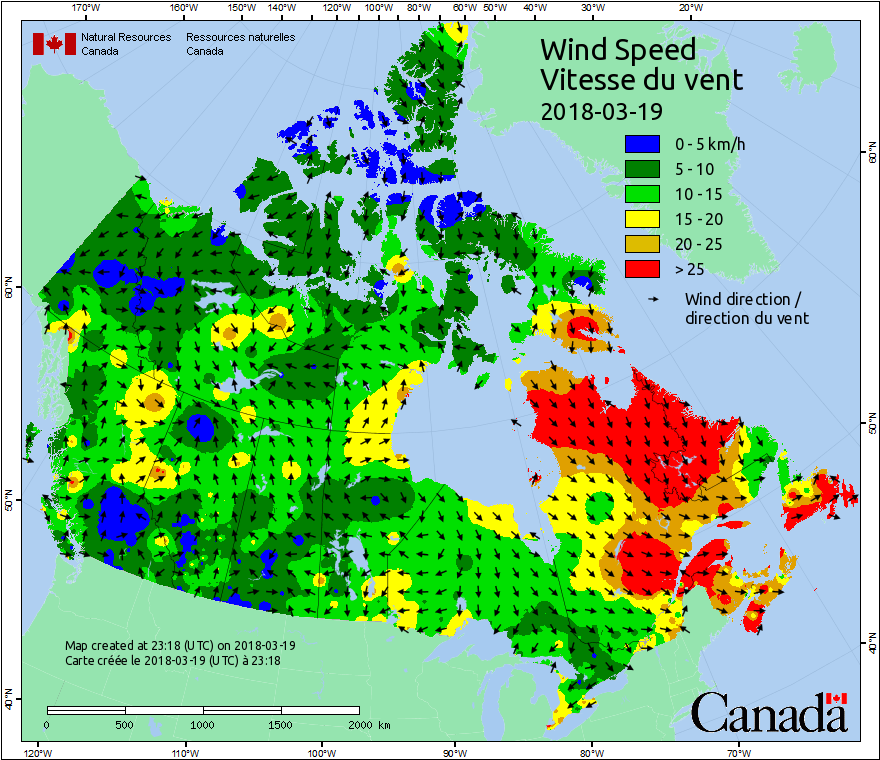 170°W 160°W 150°W 140°W 120°W 100°W 80°W 60°W 50°W 40°W 30°W 20°W
Natural Resources Canada
Ressources naturelles Canada
Wind Speed
Vitesse du vent
2018-03-19
0 - 5 km/h
5 - 10
10 - 15
15 - 20
20 - 25
> 25
Wind direction /
direction du vent
60°N
60°N
50°N
50°N
40°N
40°N
Map created at 23:18 (UTC) on 2018-03-19
Carte créée le 2018-03-19 (UTC) à 23:18
0 500 1000 1500 2000 km
Canada
120°W 110°W 100°W 90°W 80°W 70°W